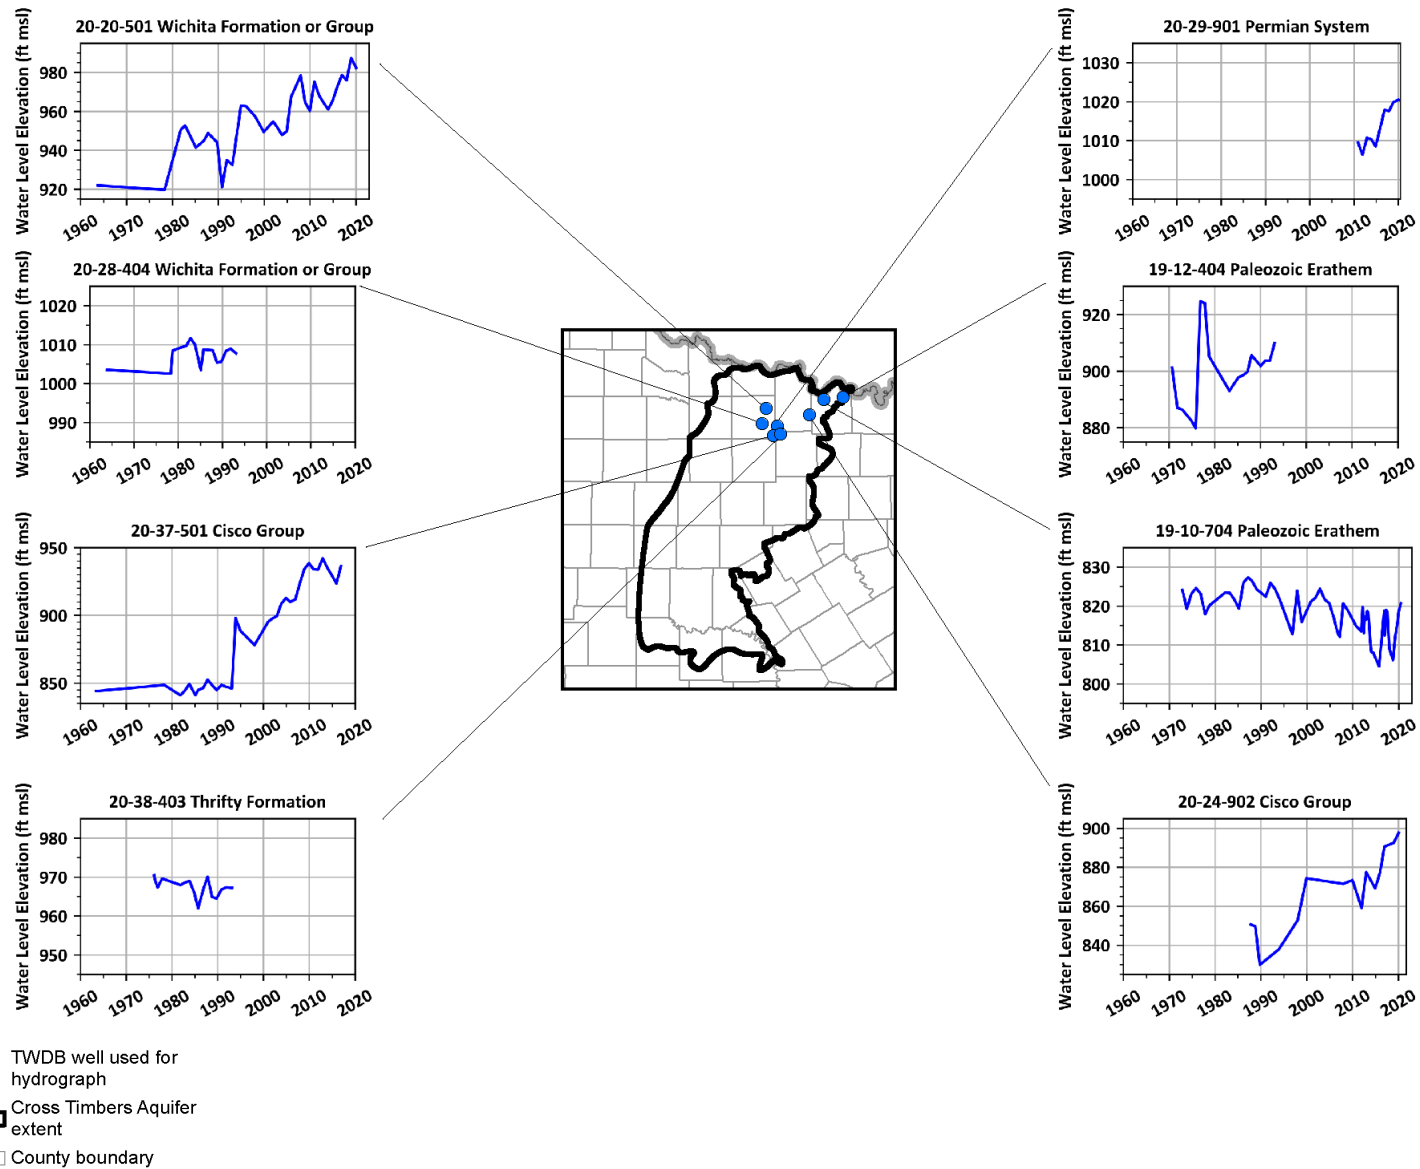 20-20-501 Wichita Formation or Group
Water Level Elevation (ft msl)
980
960
940
920
1960 1970 1980 1990 2000 2010 2020
20-28-404 Wichita Formation or Group
Water Level Elevation (ft msl)
1020
1010
1000
990
1960 1970 1980 1990 2000 2010 2020
20-37-501 Cisco Group
Water Level Elevation (ft msl)
950
900
850
1960 1970 1980 1990 2000 2010 2020
20-38-403 Thrifty Formation
Water Level Elevation (ft msl)
980
970
960
950
1960 1970 1980 1990 2000 2010 2020
20-29-901 Permian System
Water Level Elevation (ft msl)
1030
1020
1010
1000
1960 1970 1980 1990 2000 2010 2020
19-12-404 Paleozoic Erathem
Water Level Elevation (ft msl)
920
900
880
1960 1970 1980 1990 2000 2010 2020
19-10-704 Paleozoic Erathem
Water Level Elevation (ft msl)
830
820
810
800
1960 1970 1980 1990 2000 2010 2020
20-24-902 Cisco Group
Water Level Elevation (ft msl)
900
880
860
840
1960 1970 1980 1990 2000 2010 2020
TWDB well used for
hydrograph
Cross Timbers Aquifer
extent
County boundary